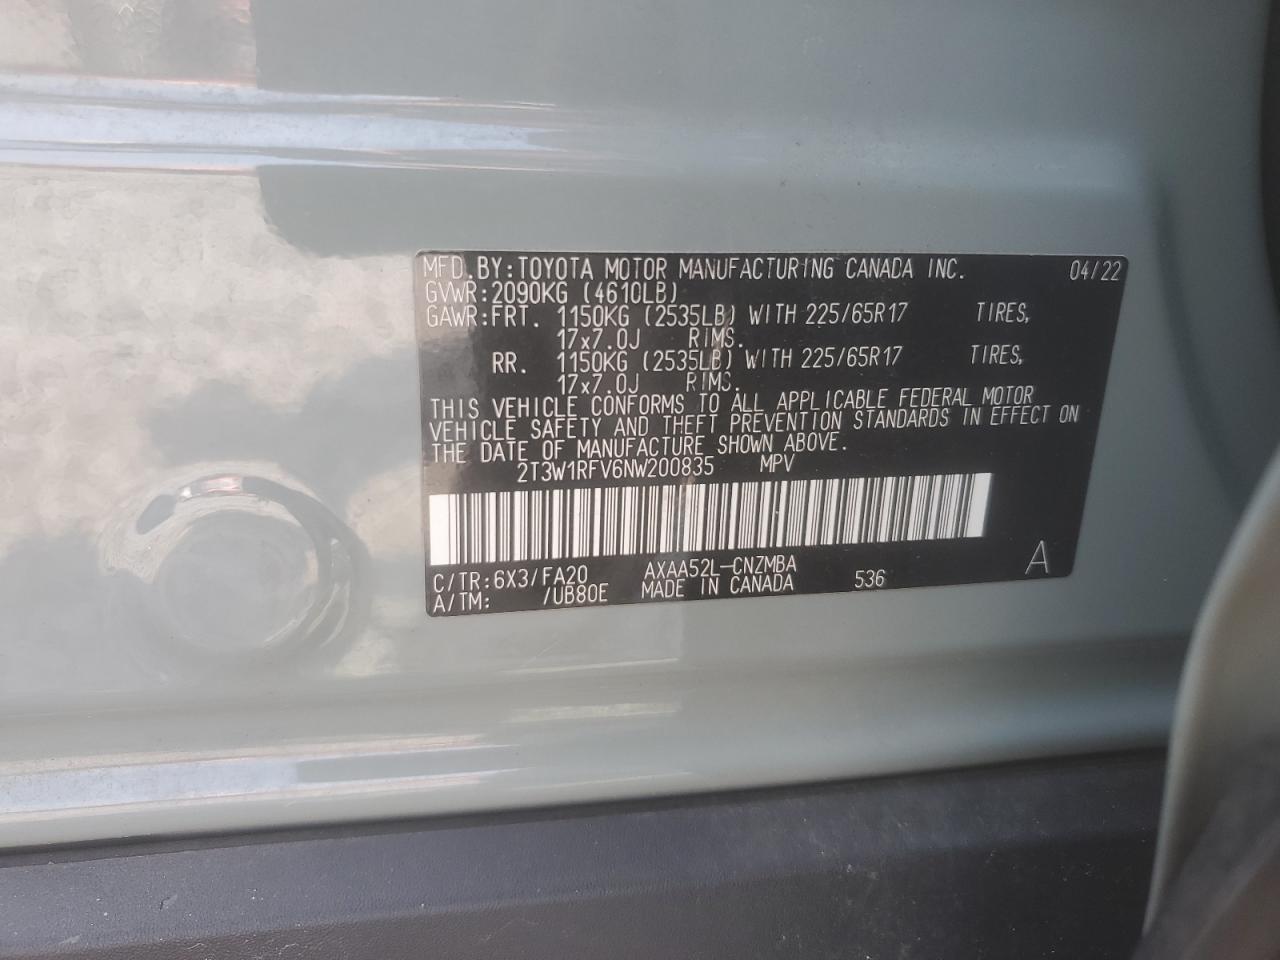 MFD.BY:TOYOTA MOTOR MANUFACTURING CANADA INC. 04/22
GVWR:2090KG (4610LB)
GAWR:FRT. 1150KG (2535LB) WITH 225/65R17 TIRES,
17x7.0J RIMS.
RR. 1150KG (2535LB) WITH 225/65R17 TIRES,
17x7.0J RIMS.
THIS VEHICLE CONFORMS TO ALL APPLICABLE FEDERAL MOTOR
VEHICLE SAFETY AND THEFT PREVENTION STANDARDS IN EFFECT ON
THE DATE OF MANUFACTURE SHOWN ABOVE.
2T3W1RFV6NW200835 MPV
C/TR:6X3/FA20 AXAA52L-CNZMBA 536 A
A/TM: /UB80E MADE IN CANADA